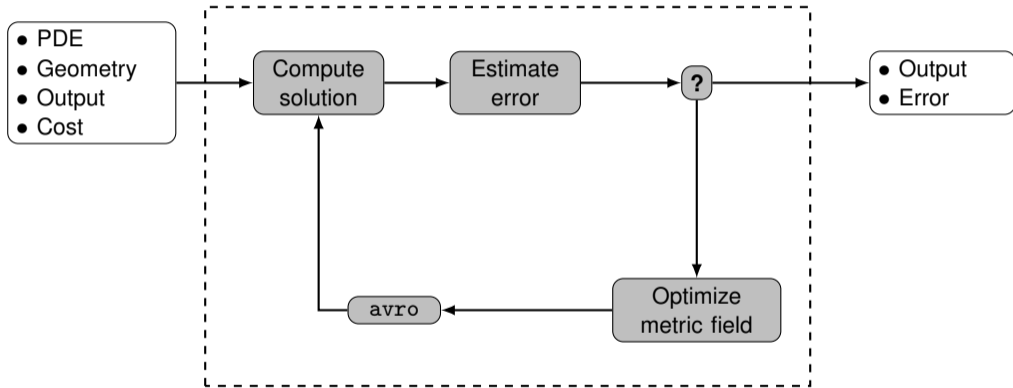 ● PDE
● Geometry
● Output
● Cost
Compute
solution
Estimate
error
?
● Output
● Error
Optimize
metric field
avro